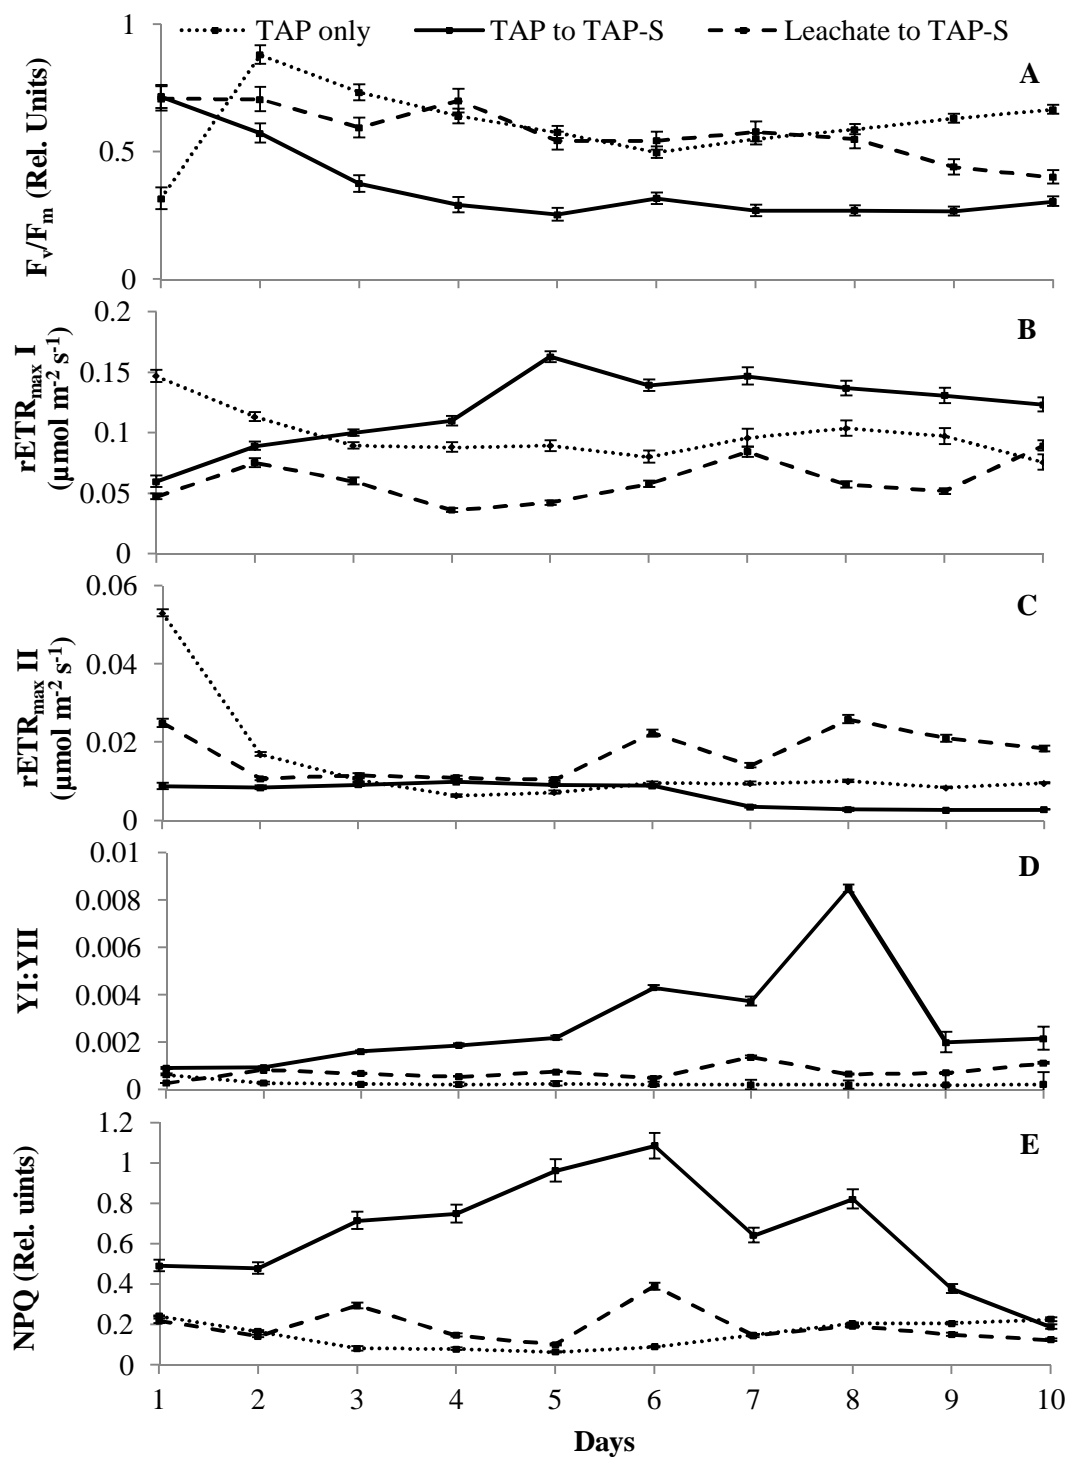 TAP only TAP to TAP-S Leachate to TAP-S
A
Fv/Fm (Rel. Units)
1
0.5
0
B
rETRmax I
(µmol m-2 s-1)
0.2
0.15
0.1
0.05
0
C
rETRmax II
(µmol m-2 s-1)
0.06
0.04
0.02
0
D
YI:YII
0.01
0.008
0.006
0.004
0.002
0
E
NPQ (Rel. uints)
1.2
1
0.8
0.6
0.4
0.2
0
1 2 3 4 5 6 7 8 9 10
Days